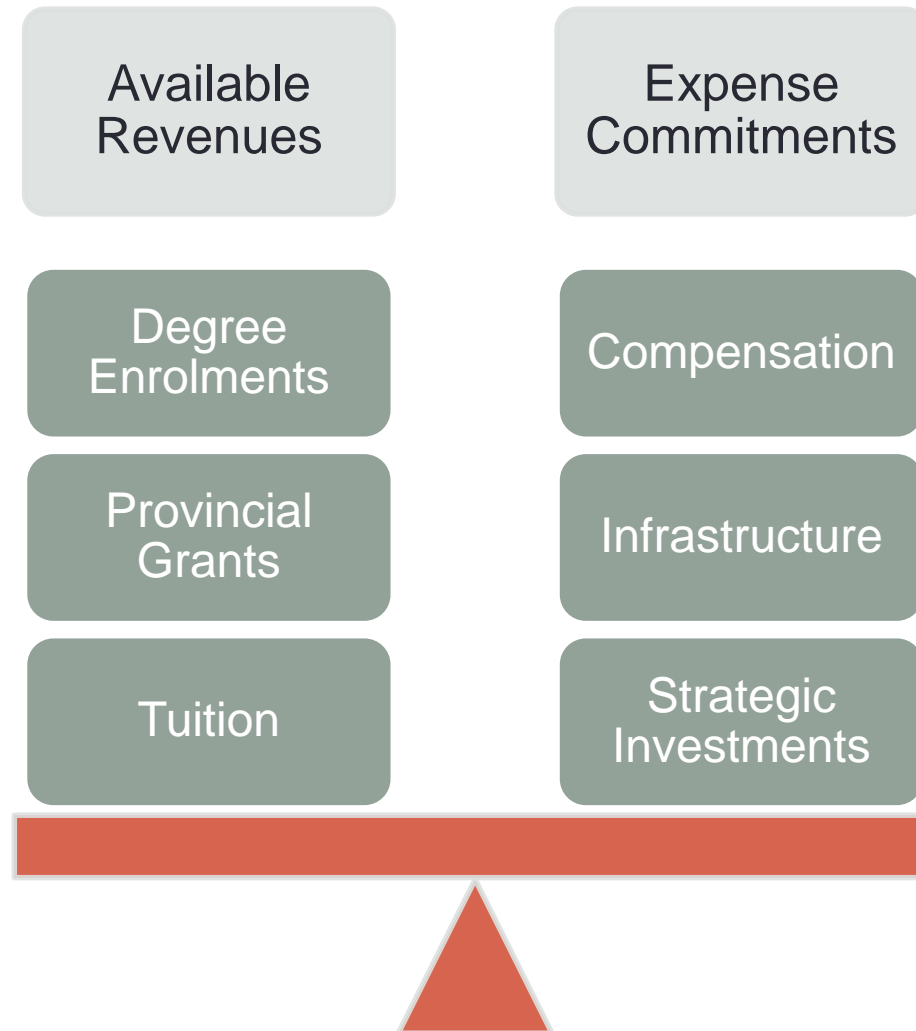 Available
Revenues
Expense
Commitments
Degree
Enrolments
Compensation
Provincial
Grants
Infrastructure
Tuition
Strategic
Investments